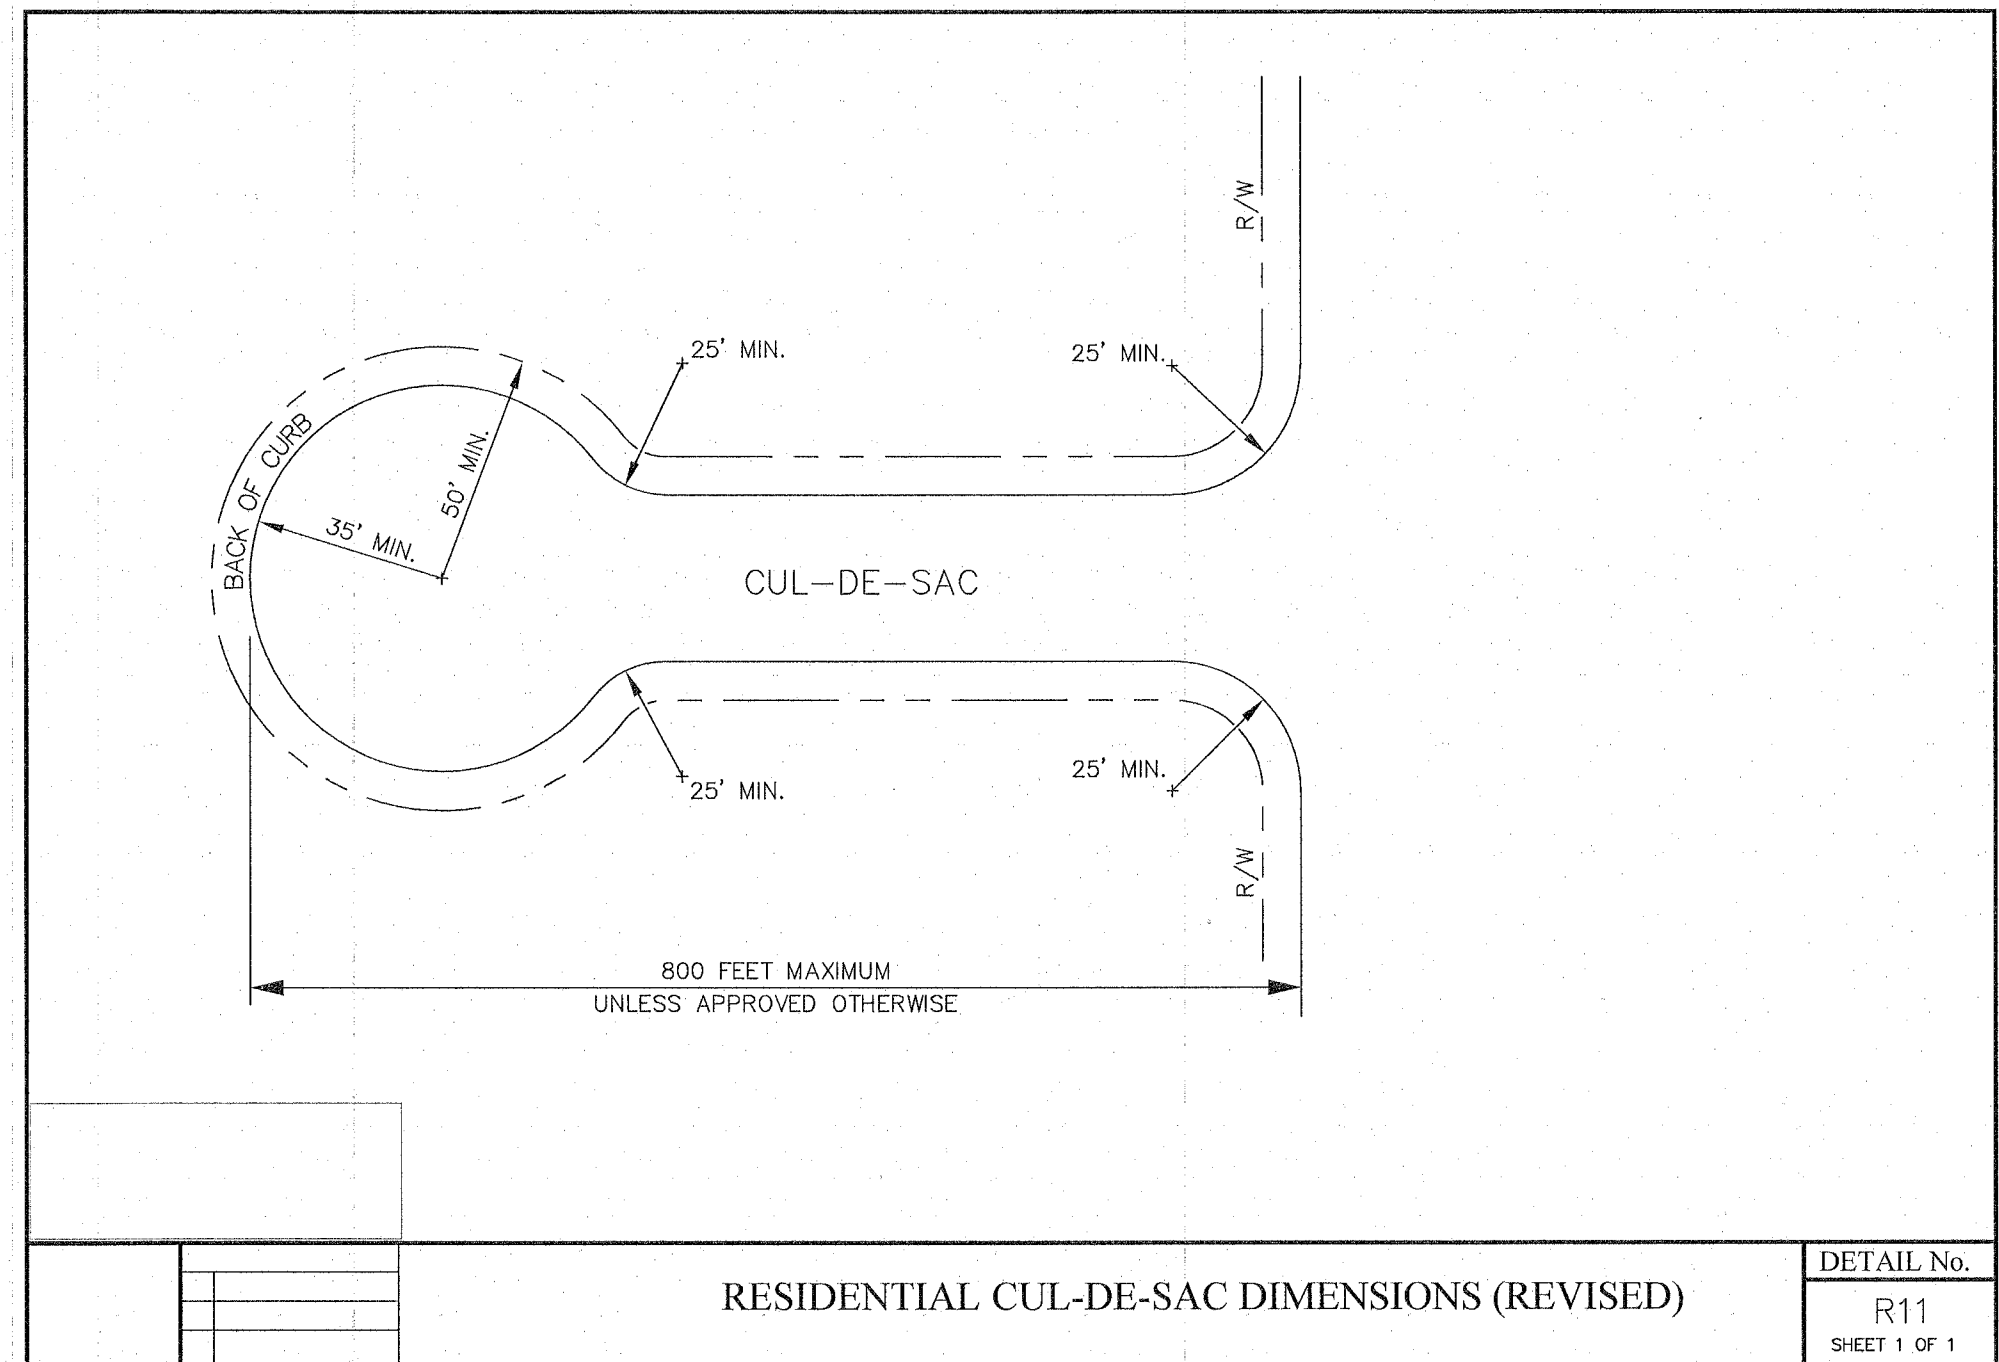 R/W
25' MIN.
25' MIN.
BACK OF CURB
50' MIN.
35' MIN.
CUL-DE-SAC
25' MIN.
25' MIN.
R/W
800 FEET MAXIMUM
UNLESS APPROVED OTHERWISE
RESIDENTIAL CUL-DE-SAC DIMENSIONS (REVISED)
DETAIL No.
R11
SHEET 1 OF 1